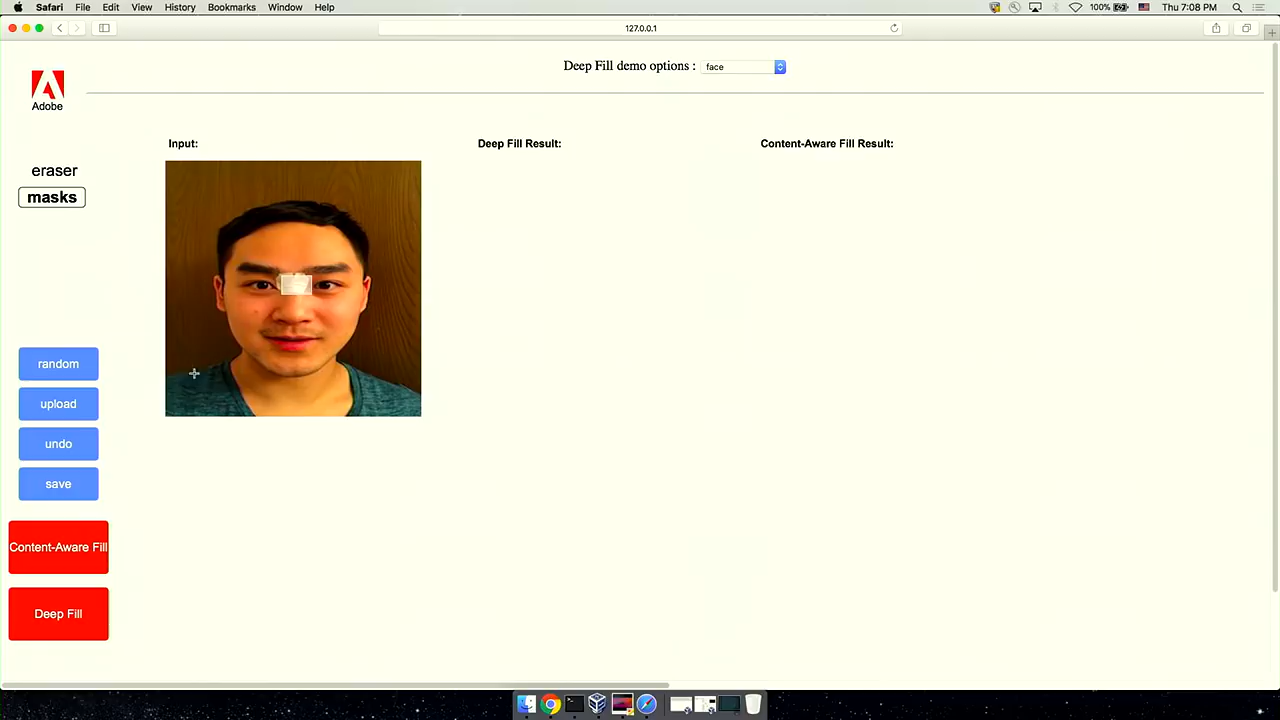 Safari File Edit View History Bookmarks Window Help 100% Thu 7:08 PM
127.0.0.1
Deep Fill demo options : face
Adobe
Input: Deep Fill Result: Content-Aware Fill Result:
eraser
masks
random
upload
undo
save
Content-Aware Fill
Deep Fill